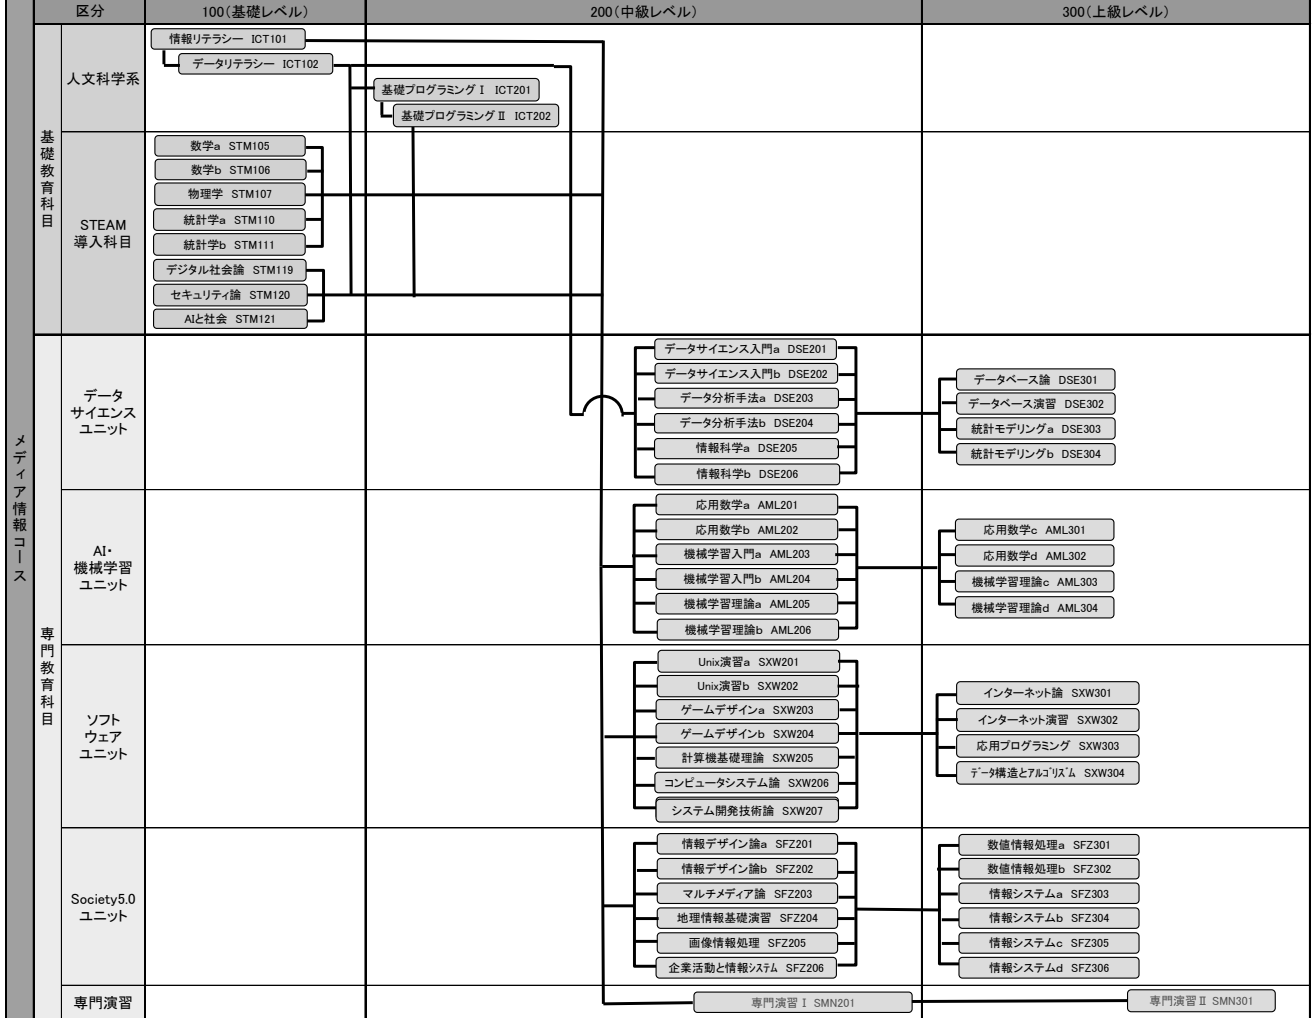 区分
100(基礎レベル)
200(中級レベル)
300(上級レベル)
メディア情報コース
基礎教育科目
人文科学系
情報リテラシー ICT101
データリテラシー ICT102
基礎プログラミングⅠ ICT201
基礎プログラミングⅡ ICT202
STEAM
導入科目
数学a STM105
数学b STM106
物理学 STM107
統計学a STM110
統計学b STM111
デジタル社会論 STM119
セキュリティ論 STM120
AIと社会 STM121
専門教育科目
データ
サイエンス
ユニット
データサイエンス入門a DSE201
データサイエンス入門b DSE202
データ分析手法a DSE203
データ分析手法b DSE204
情報科学a DSE205
情報科学b DSE206
データベース論 DSE301
データベース演習 DSE302
統計モデリングa DSE303
統計モデリングb DSE304
AI・
機械学習
ユニット
応用数学a AML201
応用数学b AML202
機械学習入門a AML203
機械学習入門b AML204
機械学習理論a AML205
機械学習理論b AML206
応用数学c AML301
応用数学d AML302
機械学習理論c AML303
機械学習理論d AML304
ソフト
ウェア
ユニット
Unix演習a SXW201
Unix演習b SXW202
ゲームデザインa SXW203
ゲームデザインb SXW204
計算機基礎理論 SXW205
コンピュータシステム論 SXW206
システム開発技術論 SXW207
インターネット論 SXW301
インターネット演習 SXW302
応用プログラミング SXW303
データ構造とアルゴリズム SXW304
Society5.0
ユニット
情報デザイン論a SFZ201
情報デザイン論b SFZ202
マルチメディア論 SFZ203
地理情報基礎演習 SFZ204
画像情報処理 SFZ205
企業活動と情報システム SFZ206
数値情報処理a SFZ301
数値情報処理b SFZ302
情報システムa SFZ303
情報システムb SFZ304
情報システムc SFZ305
情報システムd SFZ306
専門演習
専門演習Ⅰ SMN201
専門演習Ⅱ SMN301